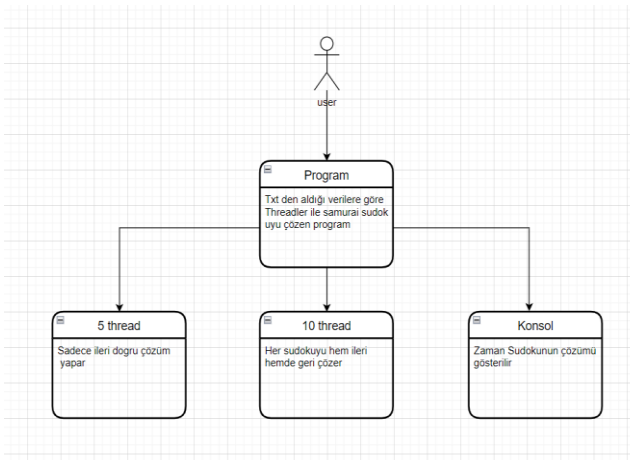 user
Program
Txt den aldığı verilere göre
Threadler ile samurai sudok
uyu çözen program
5 thread
Sadece ileri dogru çözüm
yapar
10 thread
Her sudokuyu hem ileri
hemde geri çözer
Konsol
Zaman Sudokunun çözümü
gösterilir